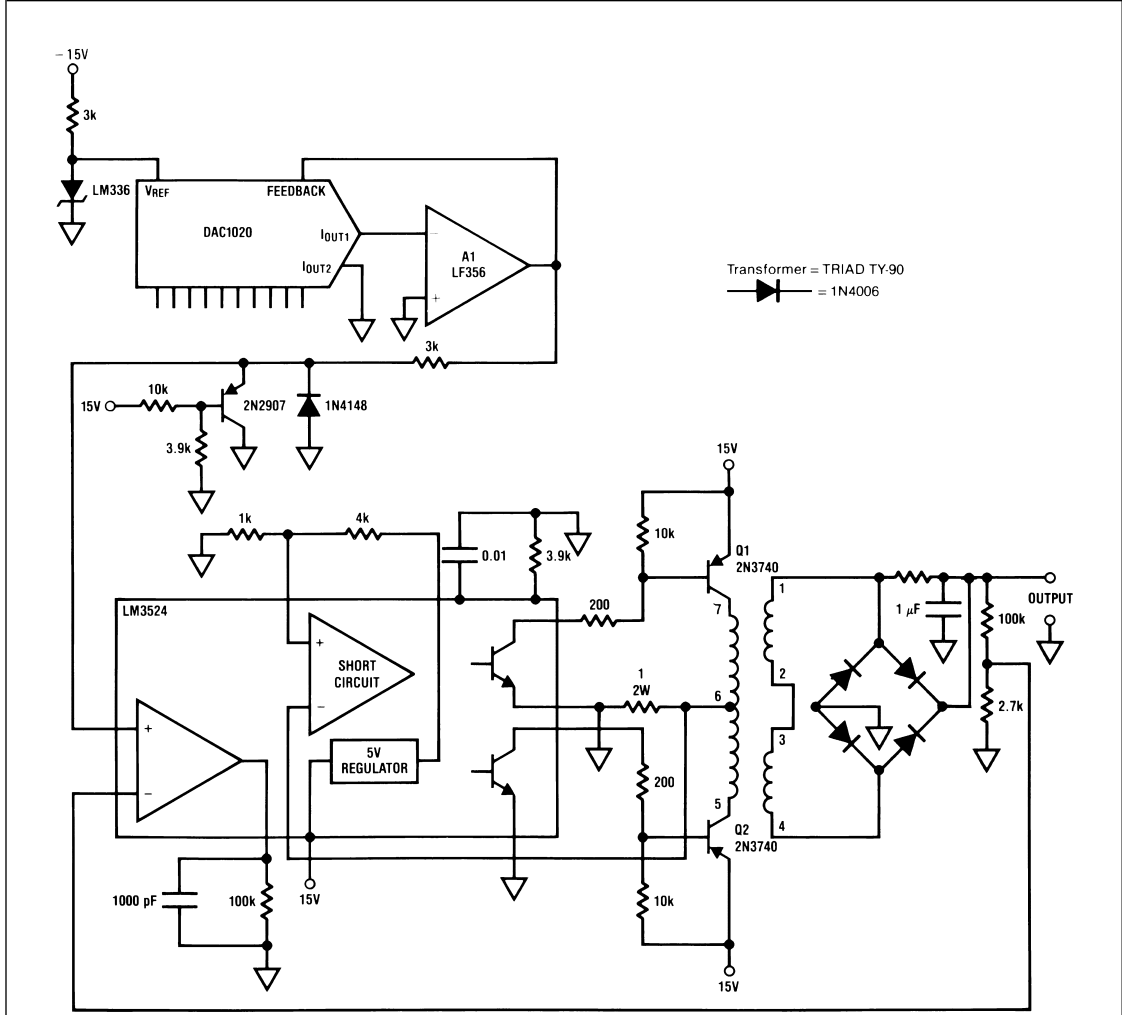 – 15V
3k
LM336
VREF
FEEDBACK
DAC1020
IOUT1
IOUT2
–
A1
LF356
+
Transformer = TRIAD TY-90
= 1N4006
3k
10k
15V
2N2907
1N4148
3.9k
1k
4k
0.01
3.9k
15V
10k
Q1
2N3740
LM3524
200
7
1
OUTPUT
1 μF
100k
+
SHORT
CIRCUIT
–
1
2W
6
2
2.7k
+
–
5V
REGULATOR
3
200
5
4
Q2
2N3740
1000 pF
100k
15V
10k
15V